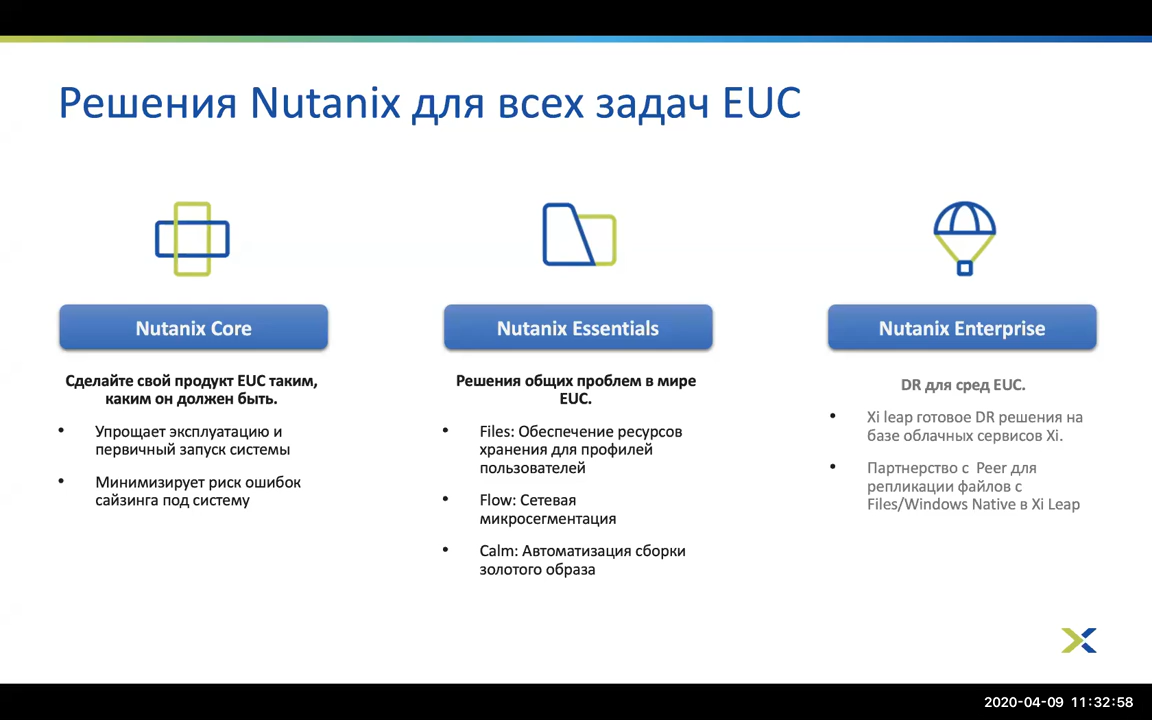 Решения Nutanix для всех задач EUC
Nutanix Core
Сделайте свой продукт EUC таким,
каким он должен быть.
• Упрощает эксплуатацию и
первичный запуск системы
• Минимизирует риск ошибок
сайзинга под систему
Nutanix Essentials
Решения общих проблем в мире
EUC.
• Files: Обеспечение ресурсов
хранения для профилей
пользователей
• Flow: Сетевая
микросегментация
• Calm: Автоматизация сборки
золотого образа
Nutanix Enterprise
DR для сред EUC.
• Xi leap готовое DR решения на
базе облачных сервисов Xi.
• Партнерство с Peer для
репликации файлов с
Files/Windows Native в Xi Leap
2020-04-09 11:32:58